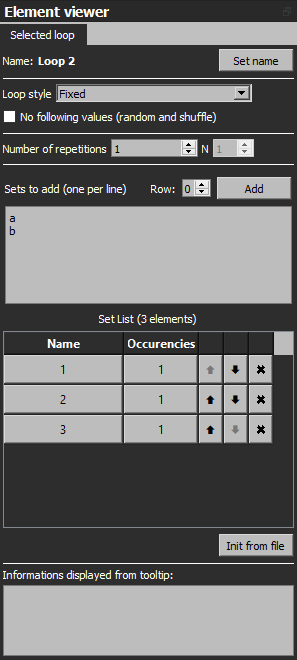 Element viewer
Selected loop
Name: Loop 2 Set name
Loop style Fixed
No following values (random and shuffle)
Number of repetitions 1 N 1
Sets to add (one per line) Row: 0 Add
a
b
Set List (3 elements)
Name Occurencies
1 1
2 1
3 1
Init from file
Informations displayed from tooltip: